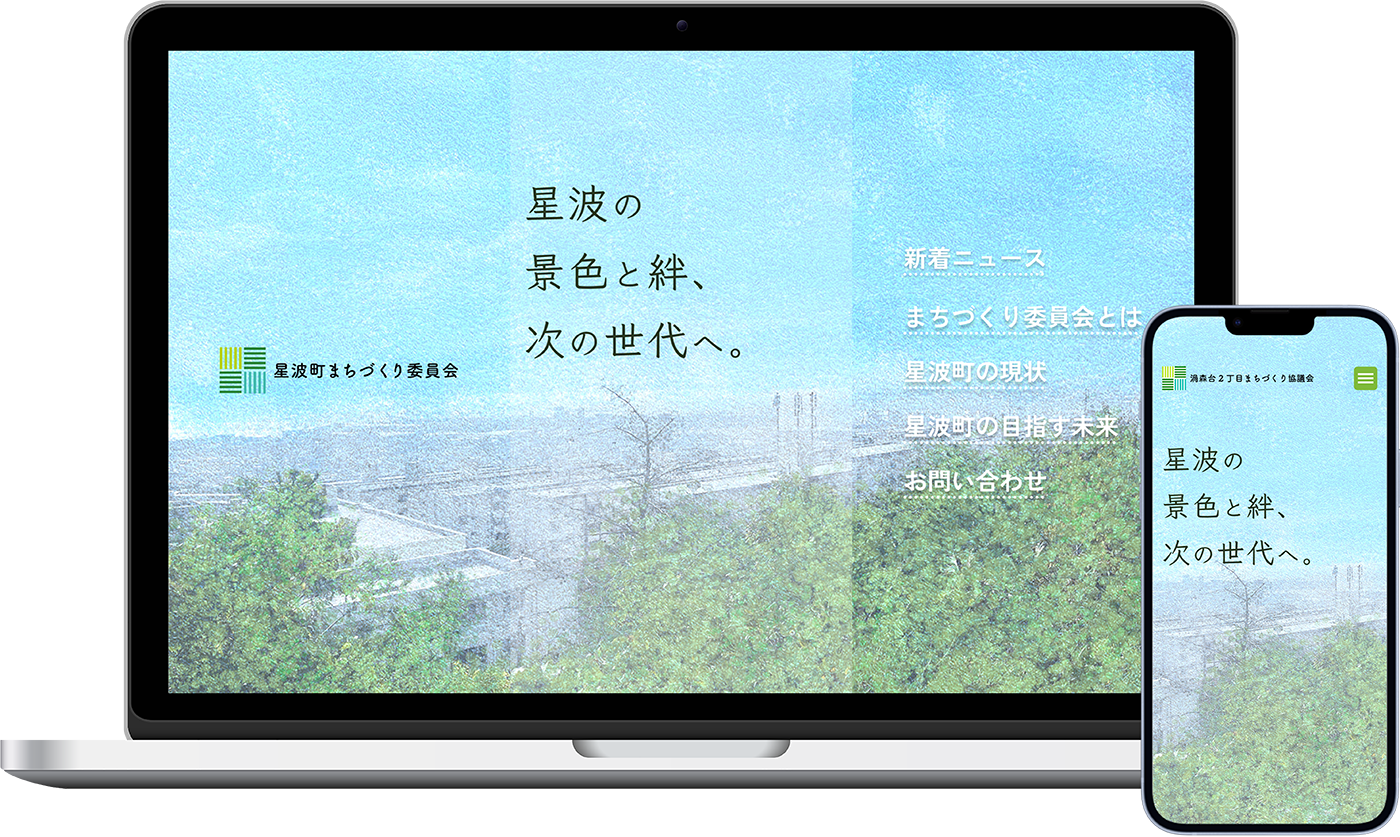 星波町まちづくり委員会
星波の
景色と絆、
次の世代へ。
新着ニュース
まちづくり委員会とは
星波町の現状
星波町の目指す未来
お問い合わせ
渦森台2丁目まちづくり協議会
星波の
景色と絆、
次の世代へ。